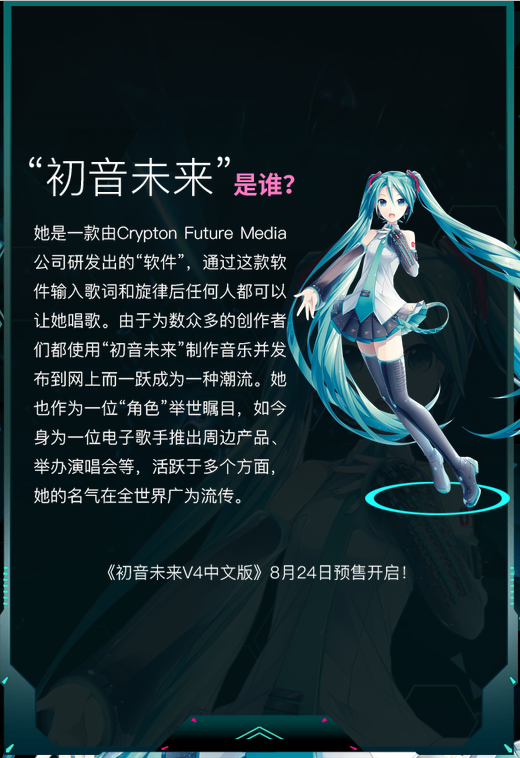 “初音未来”是谁？
她是一款由Crypton Future Media
公司研发出的“软件”，通过这款软
件输入歌词和旋律后任何人都可以
让她唱歌。由于为数众多的创作者
们都使用“初音未来”制作音乐并发
布到网上而一跃成为一种潮流。她
也作为一位“角色”举世瞩目，如今
身为一位电子歌手推出周边产品、
举办演唱会等，活跃于多个方面，
她的名气在全世界广为流传。
《初音未来V4中文版》8月24日预售开启！